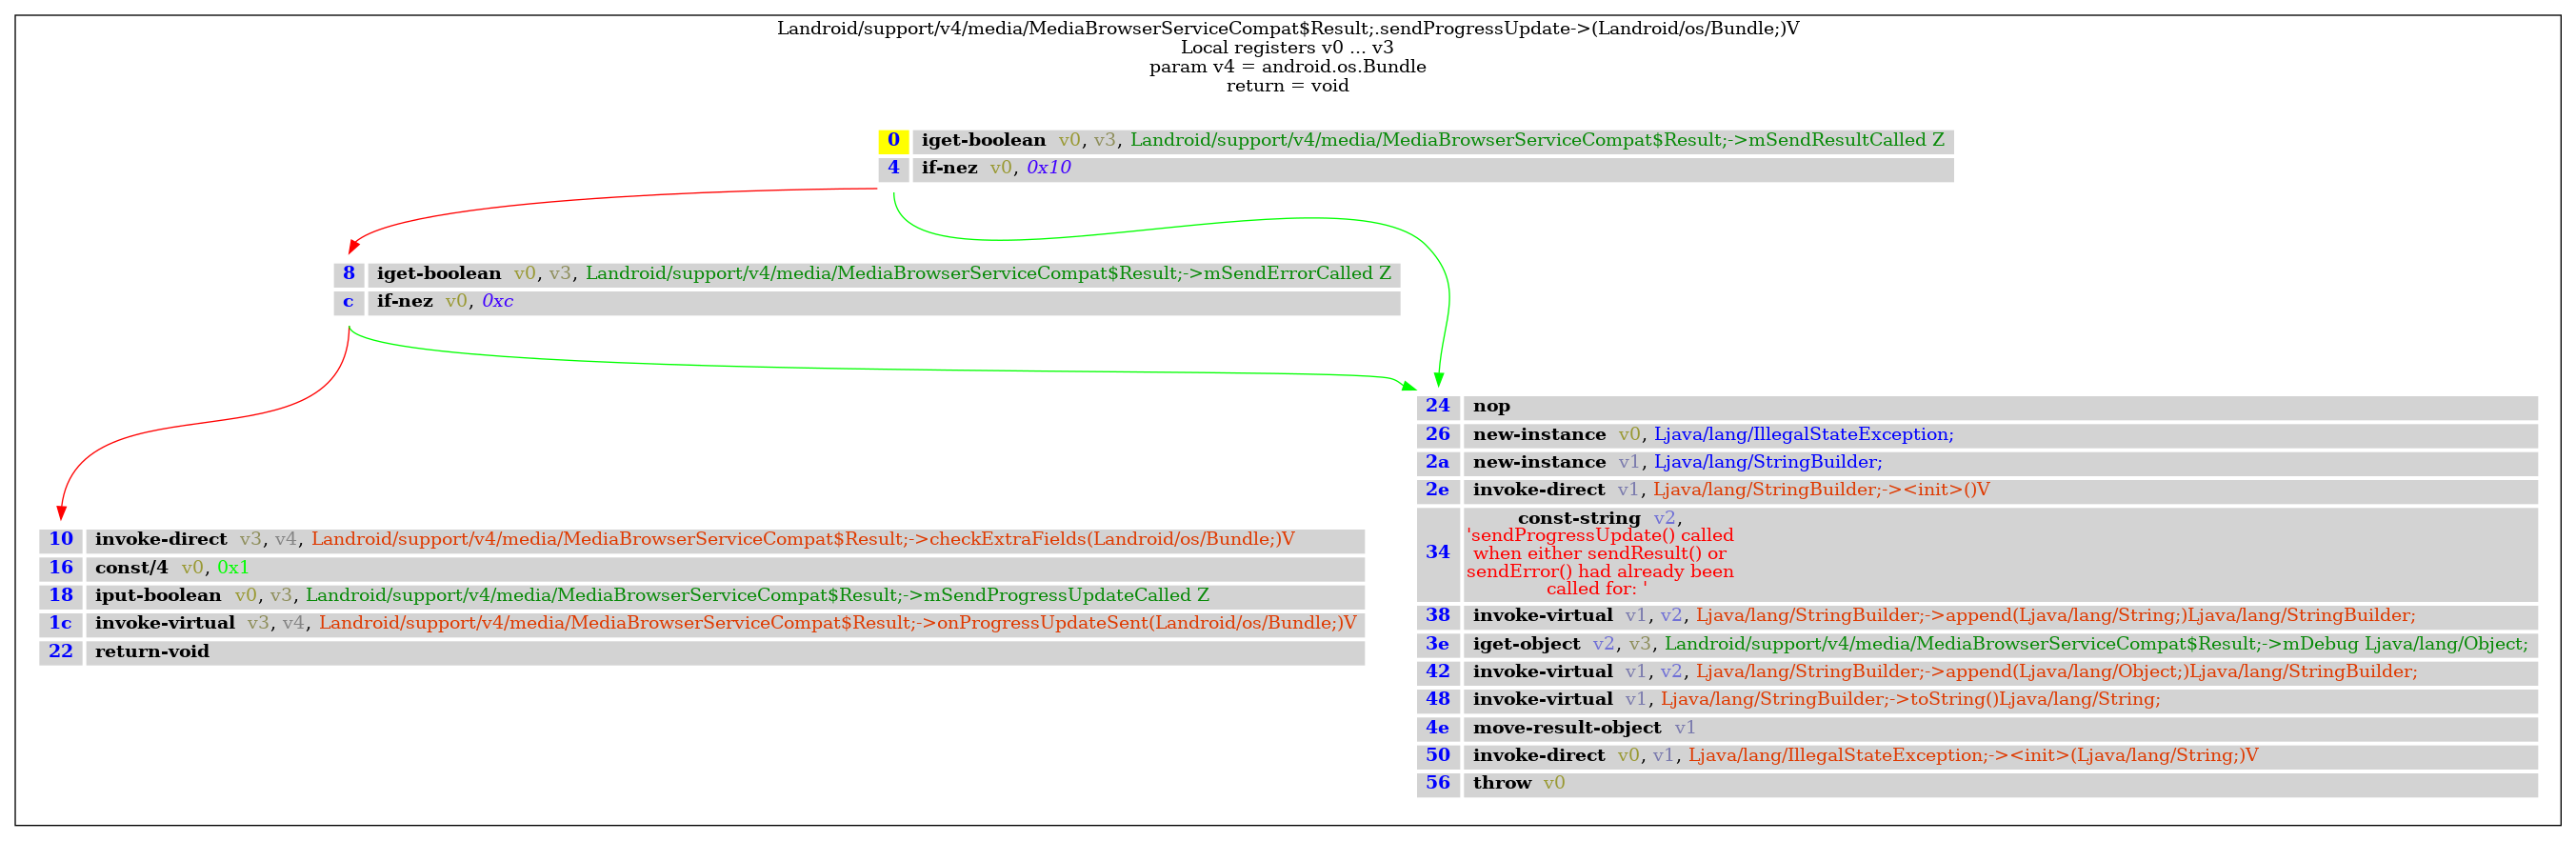 Landroid/support/v4/media/MediaBrowserServiceCompat$Result;.sendProgressUpdate->(Landroid/os/Bundle;)V
Local registers v0 ... v3
param v4 = android.os.Bundle
return = void
0 iget-boolean v0, v3, Landroid/support/v4/media/MediaBrowserServiceCompat$Result;->mSendResultCalled Z
4 if-nez v0, 0x10
8 iget-boolean v0, v3, Landroid/support/v4/media/MediaBrowserServiceCompat$Result;->mSendErrorCalled Z
c if-nez v0, 0xc
10 invoke-direct v3, v4, Landroid/support/v4/media/MediaBrowserServiceCompat$Result;->checkExtraFields(Landroid/os/Bundle;)V
16 const/4 v0, 0x1
18 iput-boolean v0, v3, Landroid/support/v4/media/MediaBrowserServiceCompat$Result;->mSendProgressUpdateCalled Z
1c invoke-virtual v3, v4, Landroid/support/v4/media/MediaBrowserServiceCompat$Result;->onProgressUpdateSent(Landroid/os/Bundle;)V
22 return-void
24 nop
26 new-instance v0, Ljava/lang/IllegalStateException;
2a new-instance v1, Ljava/lang/StringBuilder;
2e invoke-direct v1, Ljava/lang/StringBuilder;-><init>()V
34 const-string v2,
'sendProgressUpdate() called
when either sendResult() or
sendError() had already been
called for: '
38 invoke-virtual v1, v2, Ljava/lang/StringBuilder;->append(Ljava/lang/String;)Ljava/lang/StringBuilder;
3e iget-object v2, v3, Landroid/support/v4/media/MediaBrowserServiceCompat$Result;->mDebug Ljava/lang/Object;
42 invoke-virtual v1, v2, Ljava/lang/StringBuilder;->append(Ljava/lang/Object;)Ljava/lang/StringBuilder;
48 invoke-virtual v1, Ljava/lang/StringBuilder;->toString()Ljava/lang/String;
4e move-result-object v1
50 invoke-direct v0, v1, Ljava/lang/IllegalStateException;-><init>(Ljava/lang/String;)V
56 throw v0